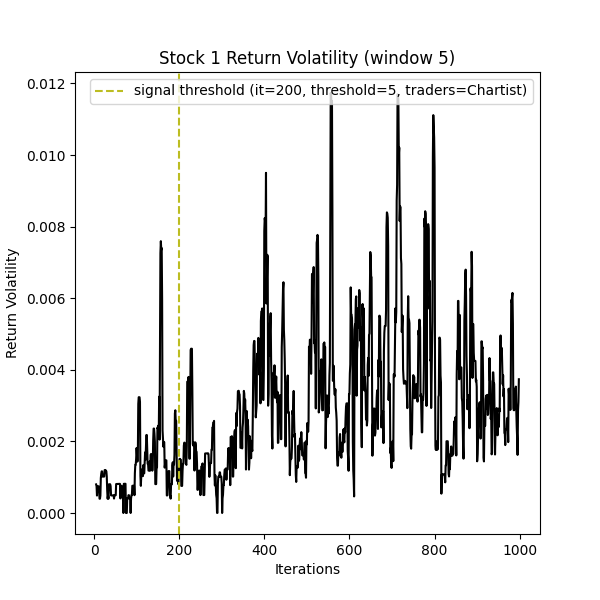 Stock 1 Return Volatility (window 5)
signal threshold (it=200, threshold=5, traders=Chartist)
0.012
0.010
0.008
0.006
0.004
0.002
0.000
Return Volatility
0 200 400 600 800 1000
Iterations